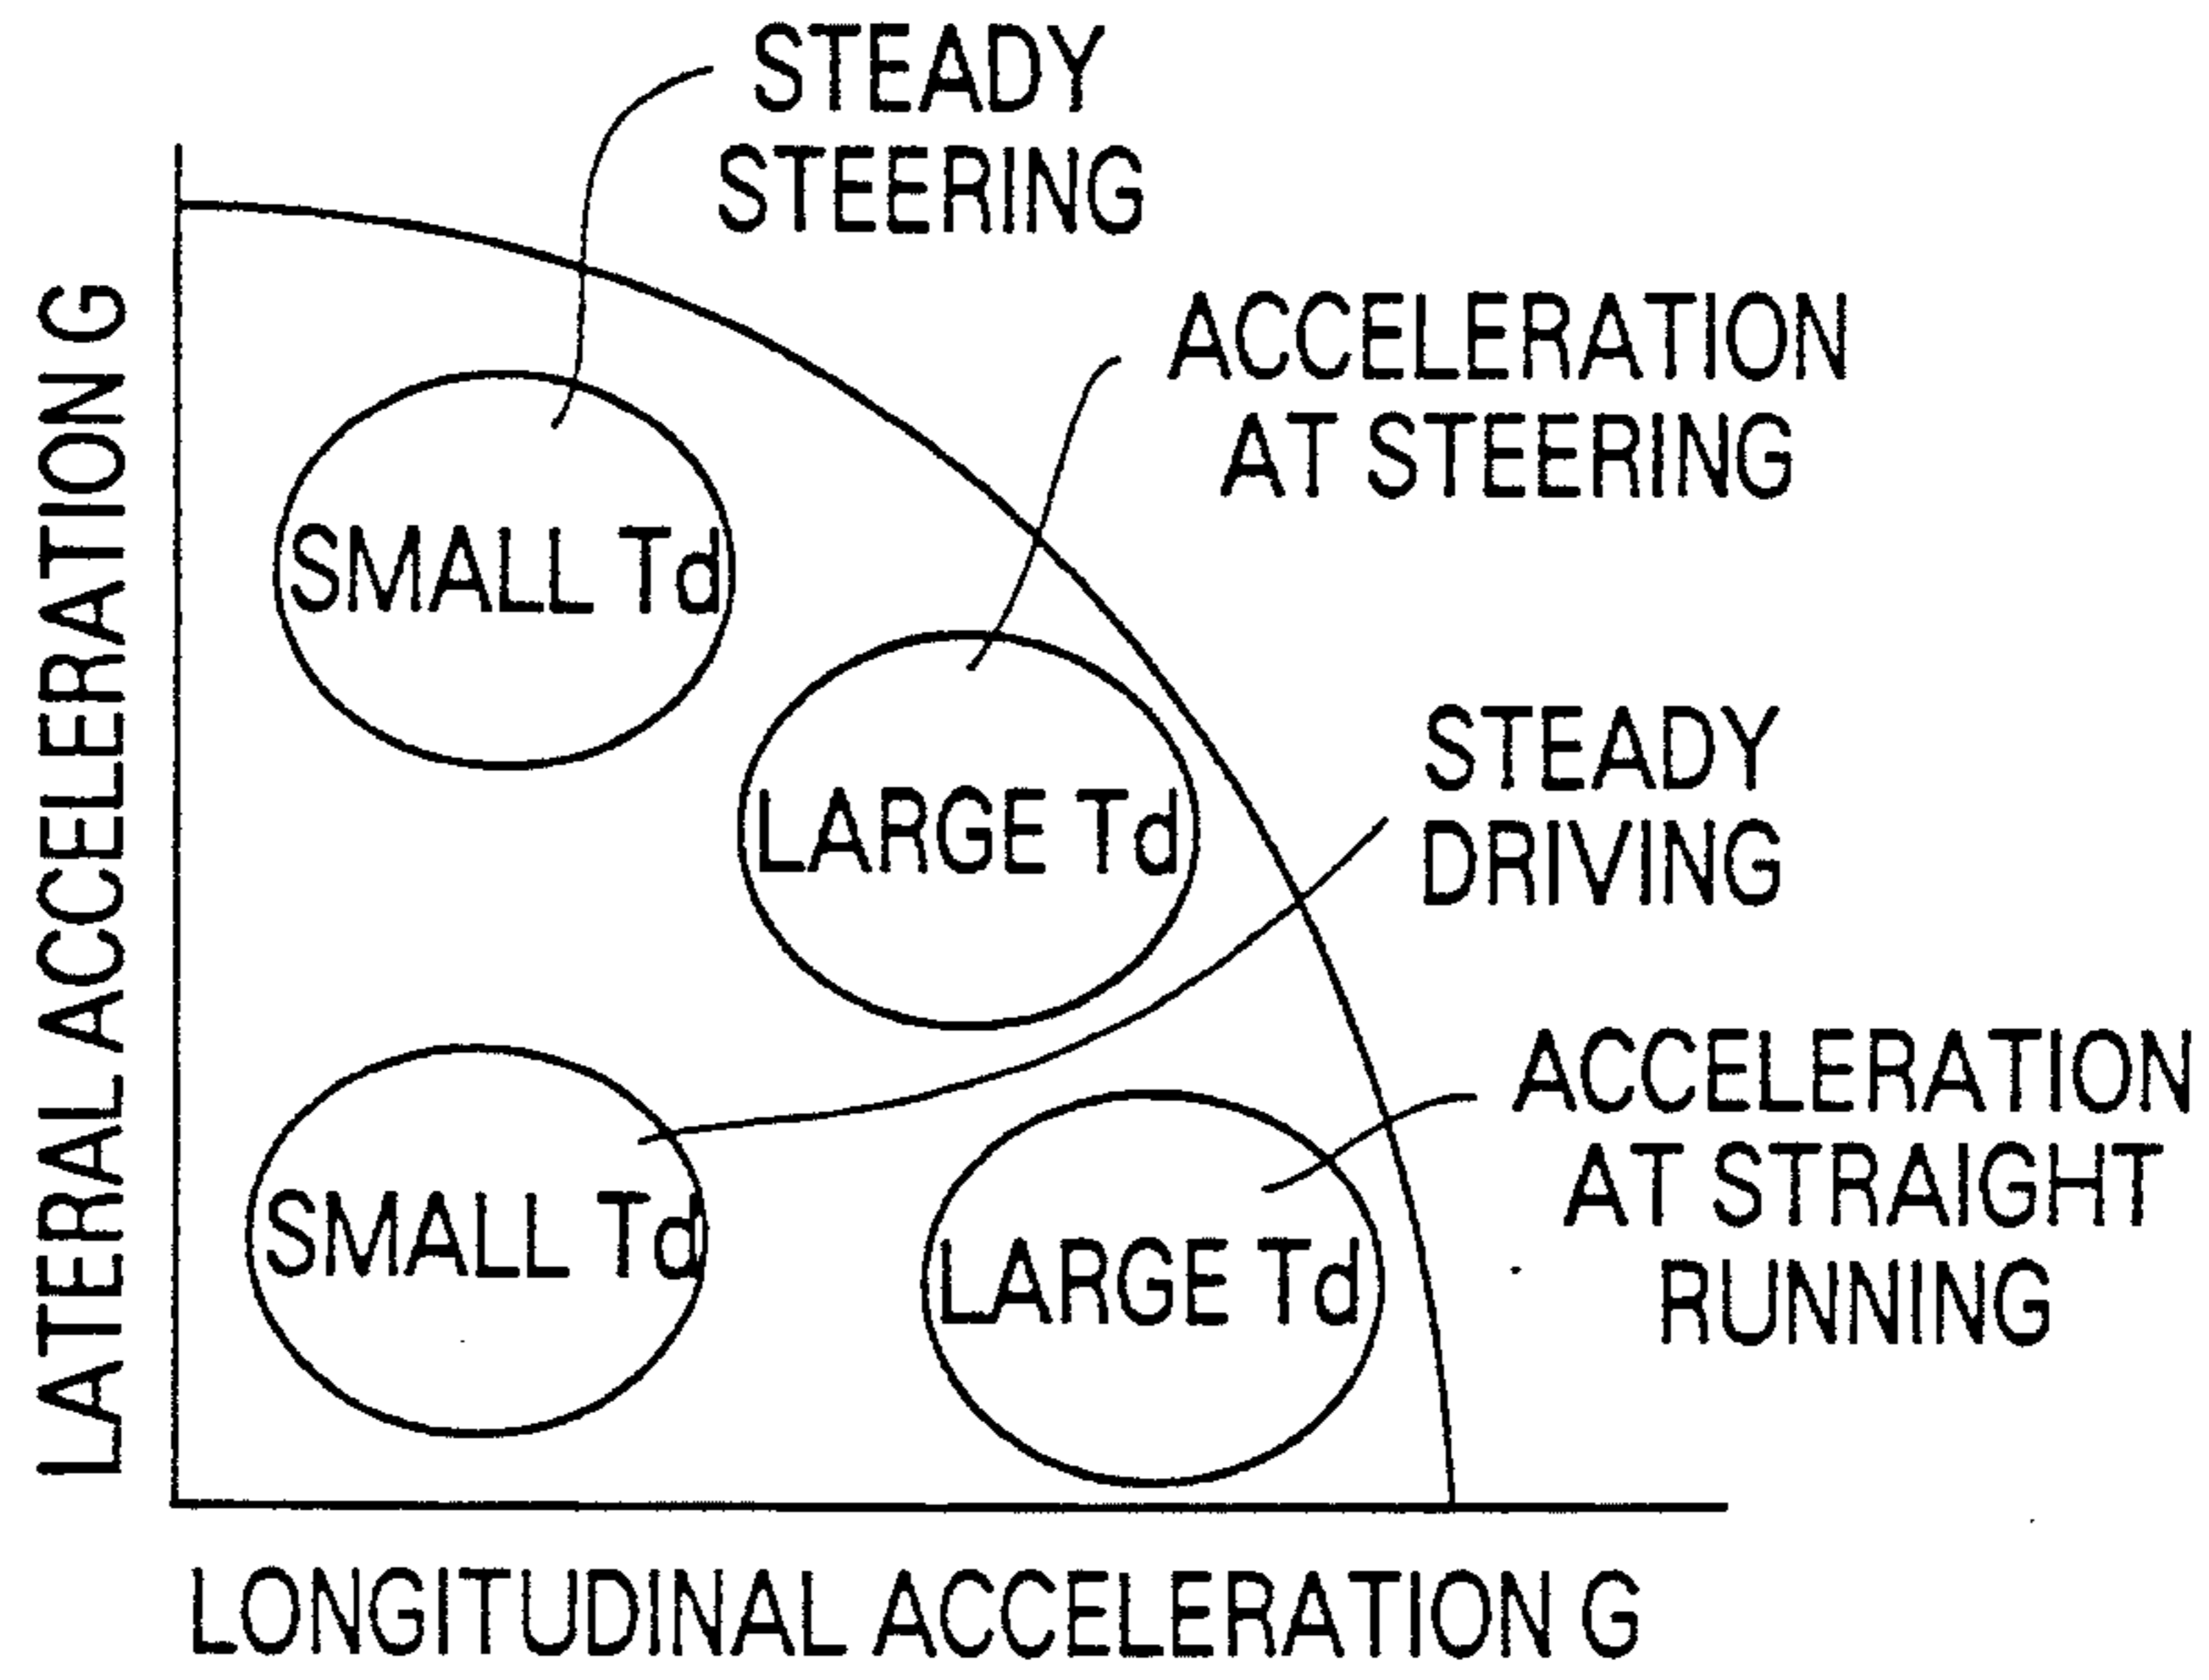 STEADY
STEERING
ACCELERATION
AT STEERING
SMALL Td
LARGE Td
STEADY
DRIVING
ACCELERATION
AT STRAIGHT
RUNNING
SMALL Td
LARGE Td
LATERAL ACCELERATION G
LONGITUDINAL ACCELERATION G